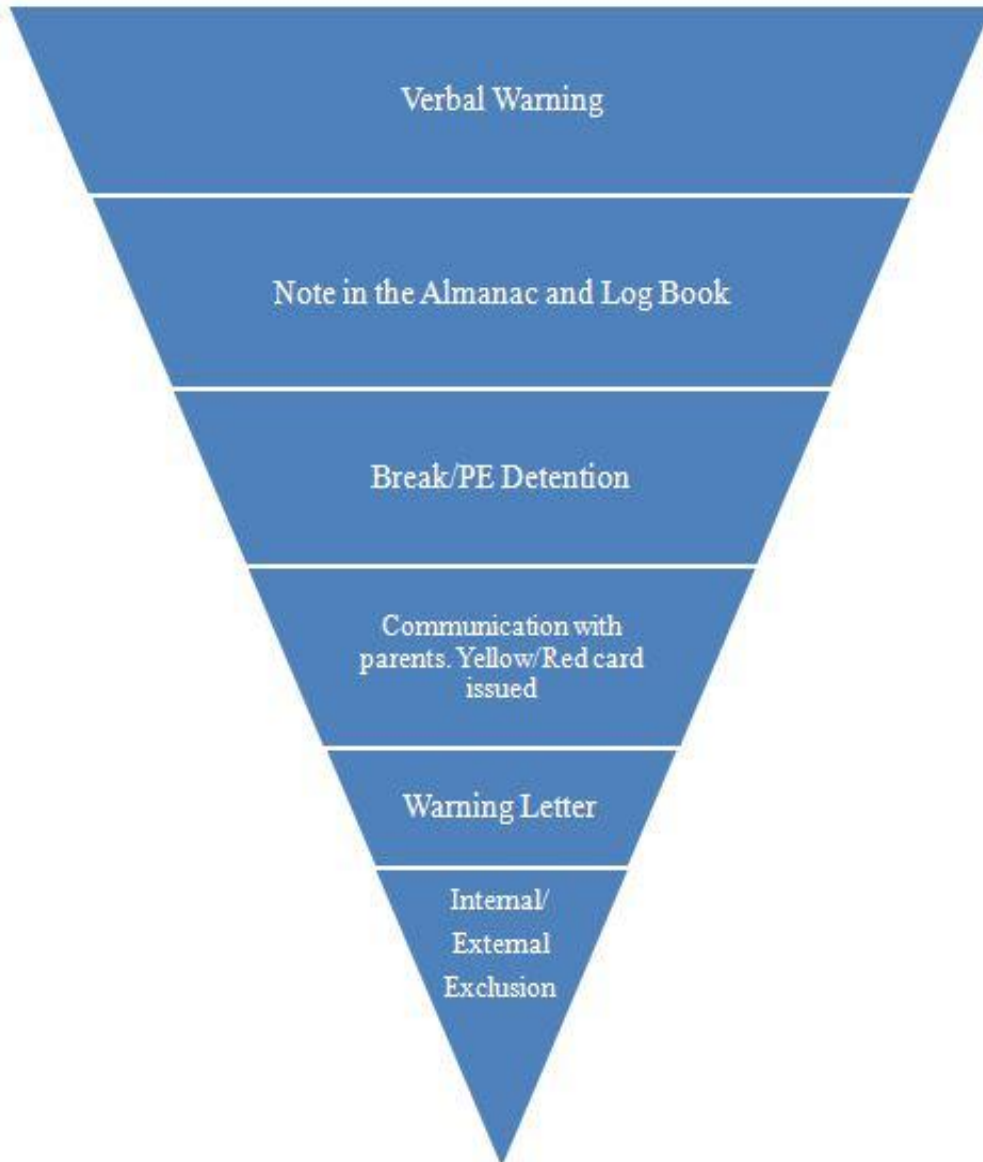 Verbal Warning
Note in the Almanac and Log Book
Break/PE Detention
Communication with
parents. Yellow/Red card
issued
Warning Letter
Internal/
External
Exclusion